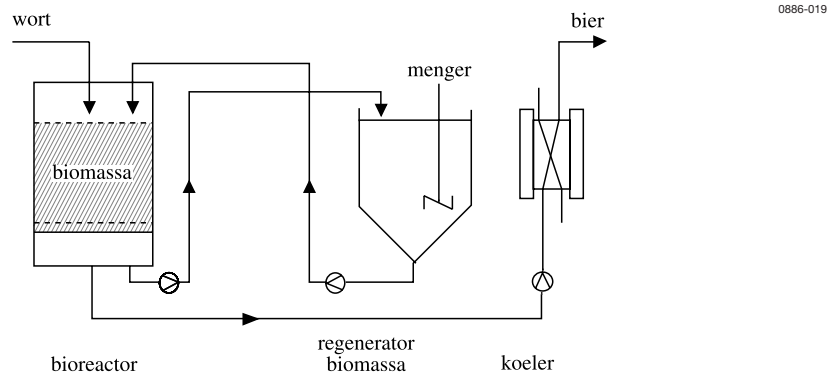 0886-019
wort
bier
menger
biomassa
regenerator
biomassa
bioreactor
koeler